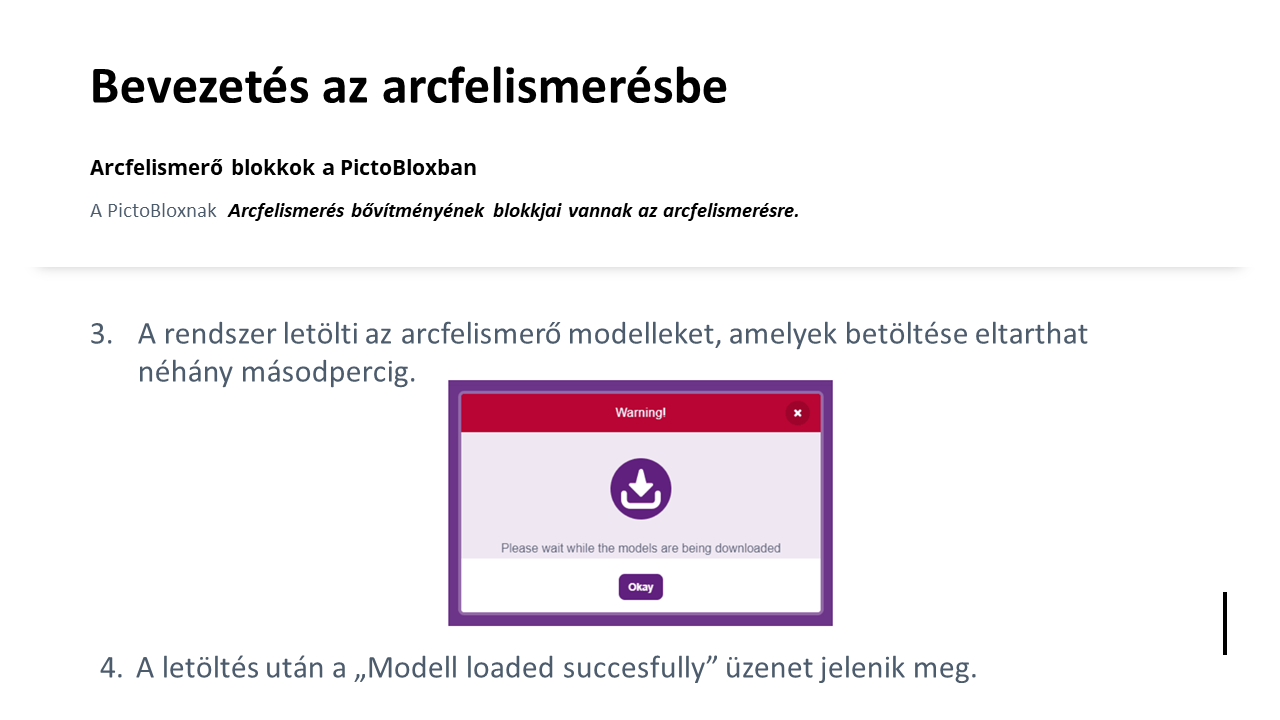 Bevezetés az arcfelismerésbe
Arcfelismerő blokkok a PictoBloxban
A PictoBloxnak Arcfelismerés bővítményének blokkjai vannak az arcfelismerésre.
3. A rendszer letölti az arcfelismerő modelleket, amelyek betöltése eltarthat
néhány másodpercig.
Warning!
Please wait while the models are being downloaded
Okay
4. A letöltés után a „Modell loaded succesfully” üzenet jelenik meg.